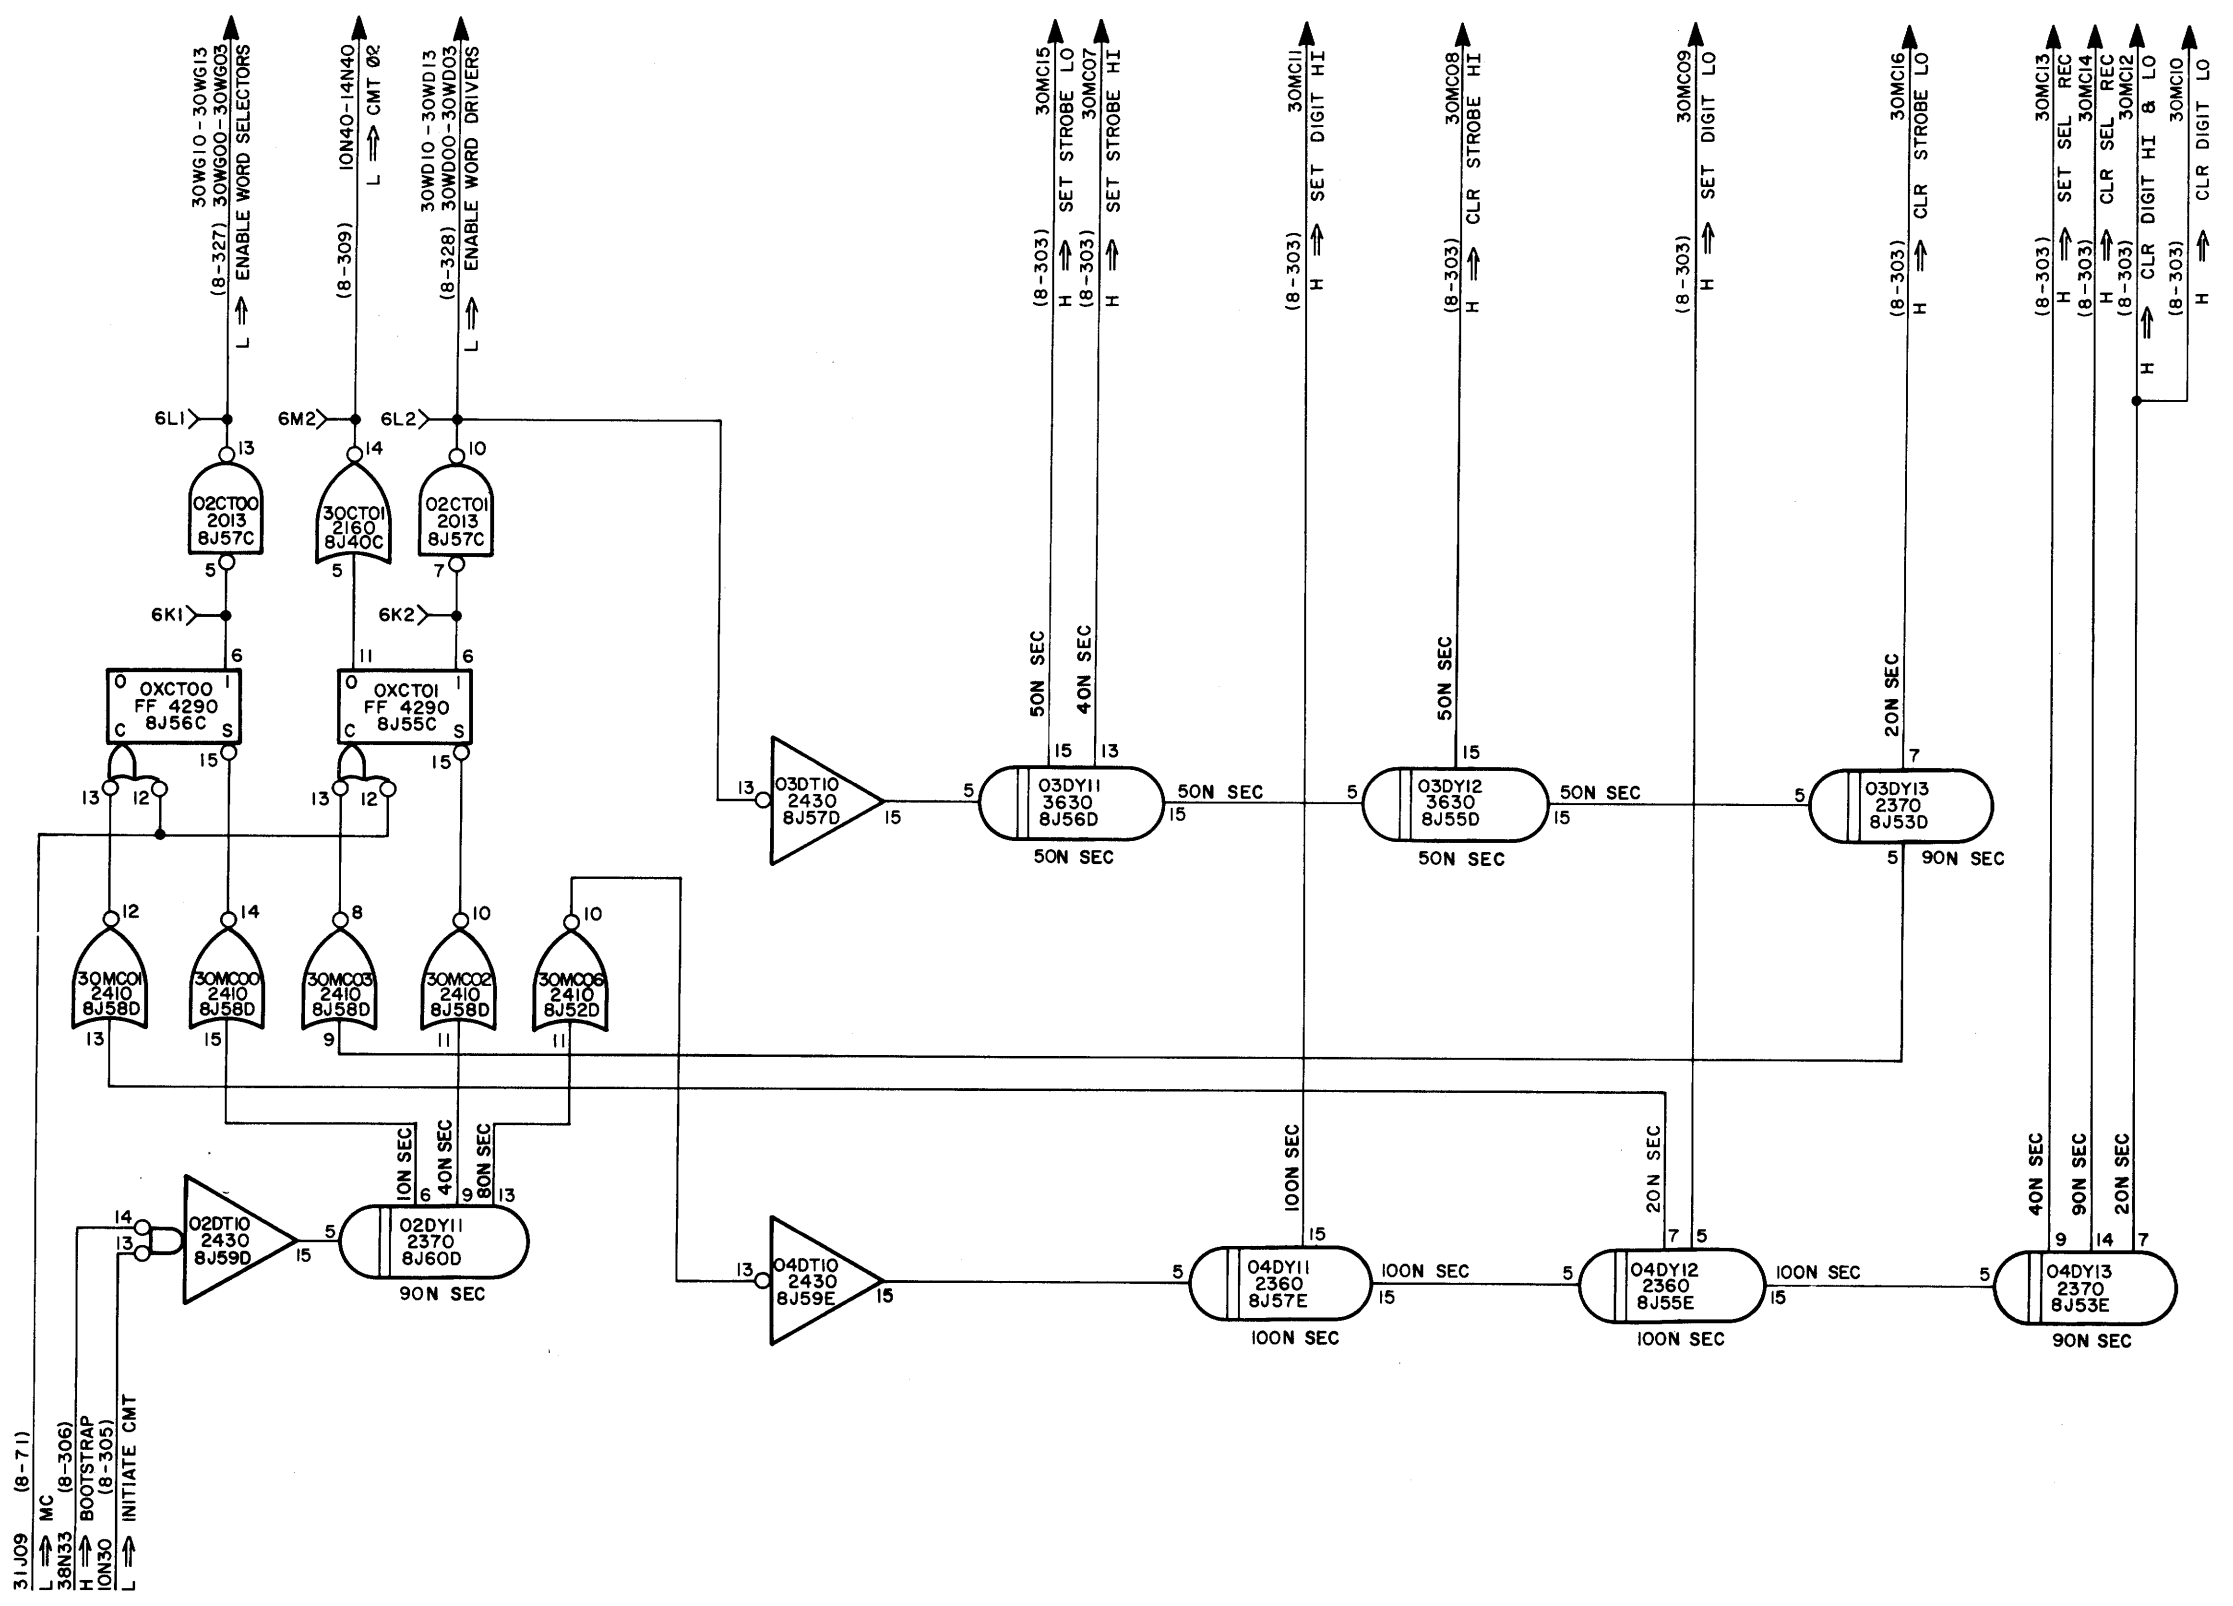 30WG10-30WG13
(8-327) 30WG00-30WG03
L ⇒ ENABLE WORD SELECTORS
(8-309) 10N40-14N40
L ⇒ CMT Ø2
30WD10-30WD13
(8-328) 30WD00-30WD03
L ⇒ ENABLE WORD DRIVERS
(8-303) 30MC15
H ⇒ SET STROBE LO
(8-303) 30MC07
H ⇒ SET STROBE HI
(8-303) 30MC11
H ⇒ SET DIGIT HI
(8-303) 30MC08
H ⇒ CLR STROBE HI
(8-303) 30MC09
H ⇒ SET DIGIT LO
(8-303) 30MC16
H ⇒ CLR STROBE LO
(8-303) 30MC13
H ⇒ SET SEL REC
(8-303) 30MC14
H ⇒ CLR SEL REC
(8-303) 30MC12
H ⇒ CLR DIGIT HI & LO
(8-303) 30MC10
H ⇒ CLR DIGIT LO
6L1
6M2
6L2
13
14
10
02CT00
2013
8J57C
30CT01
2160
8J40C
02CT01
2013
8J57C
5
5
7
6K1
6K2
6
11
6
0 1
0XCT00
FF 4290
8J56C
C S
0 1
0XCT01
FF 4290
8J55C
C S
13
12
15
13
12
15
50N SEC
40N SEC
50N SEC
20N SEC
13
03DT10
2430
8J57D
15
5
15
13
03DY11
3630
8J56D
50N SEC
50N SEC
15
5
15
03DY12
3630
8J55D
50N SEC
50N SEC
15
5
7
03DY13
2370
8J53D
5
90N SEC
12
14
8
10
10
30MC01
2410
8J58D
30MC00
2410
8J58D
30MC03
2410
8J58D
30MC02
2410
8J58D
30MC06
2410
8J52D
13
15
9
11
11
10N SEC
40N SEC
80N SEC
100N SEC
20N SEC
40N SEC
90N SEC
20N SEC
14
13
02DT10
2430
8J59D
15
5
6
9
13
02DY11
2370
8J60D
90N SEC
13
04DT10
2430
8J59E
15
5
15
04DY11
2360
8J57E
100N SEC
100N SEC
15
5
7
5
04DY12
2360
8J55E
100N SEC
100N SEC
15
5
9
14
7
04DY13
2370
8J53E
90N SEC
31J09 (8-71)
L ⇒ MC
38N33 (8-306)
H ⇒ BOOTSTRAP
10N30 (8-305)
L ⇒ INITIATE CMT